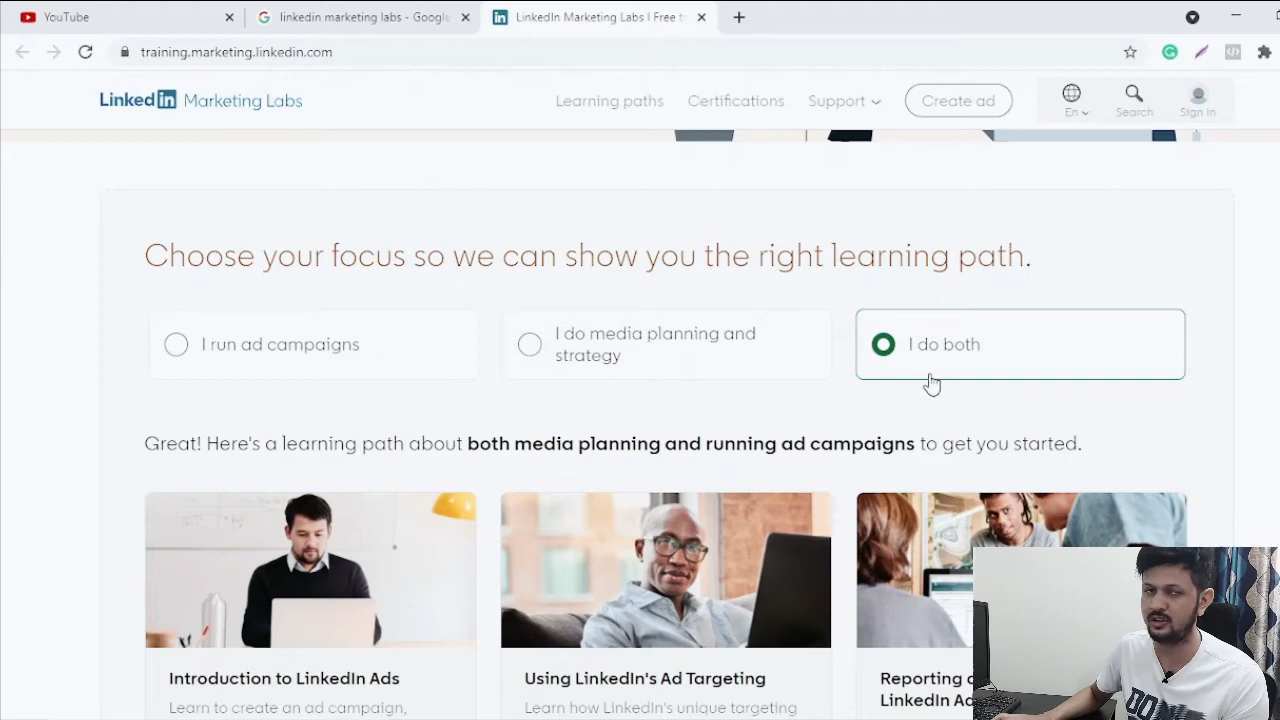 YouTube
linkedin marketing labs - Google
LinkedIn Marketing Labs | Free
training.marketing.linkedin.com
Linked in Marketing Labs
Learning paths
Certifications
Support
Create ad
En
Search
Sign In
Choose your focus so we can show you the right learning path.
I run ad campaigns
I do media planning and
strategy
I do both
Great! Here's a learning path about both media planning and running ad campaigns to get you started.
Introduction to LinkedIn Ads
Learn to create an ad campaign,
Using LinkedIn's Ad Targeting
Learn how LinkedIn's unique targeting
Reporting
LinkedIn